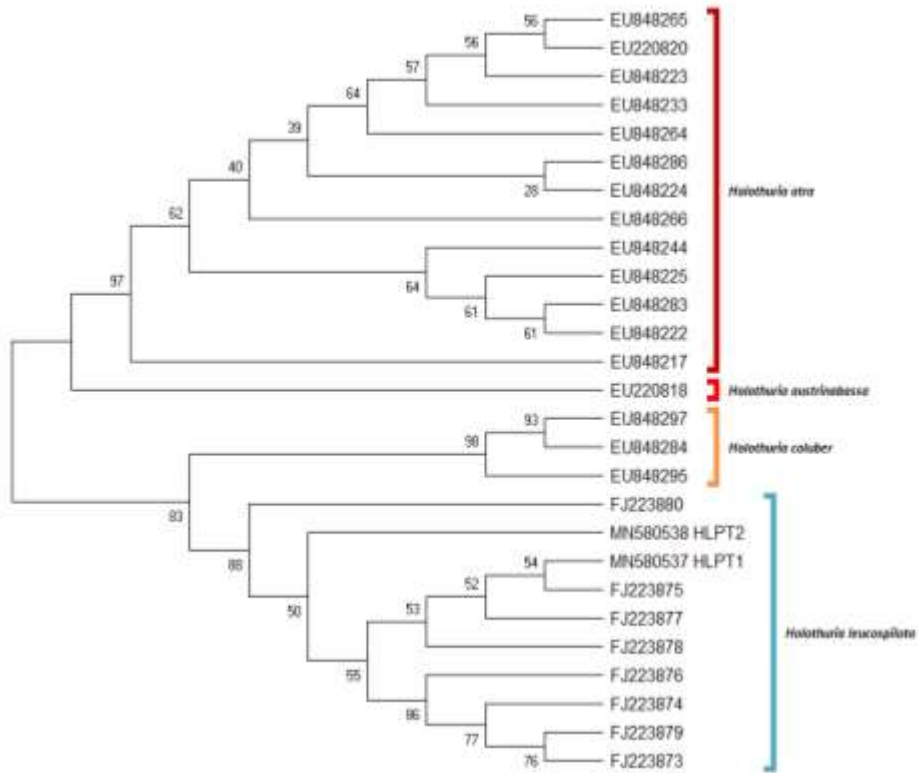 56 EU848265
EU220820
56
EU848223
57
64 EU848233
39 EU848264
40 EU848286
28 EU848224
Holothuria atra
62 EU848266
EU848244
97 64 EU848225
61 EU848283
61 EU848222
EU848217
EU220818
Holothuria austrinabassa
93 EU848297
98 EU848284
Holothuria coluber
EU848295
83 FJ223880
88 MN580538 HLPT2
54 MN580537 HLPT1
52 FJ223875
50 53 FJ223877
Holothuria leucospilota
FJ223878
55 FJ223876
86 FJ223874
77 FJ223879
76 FJ223873